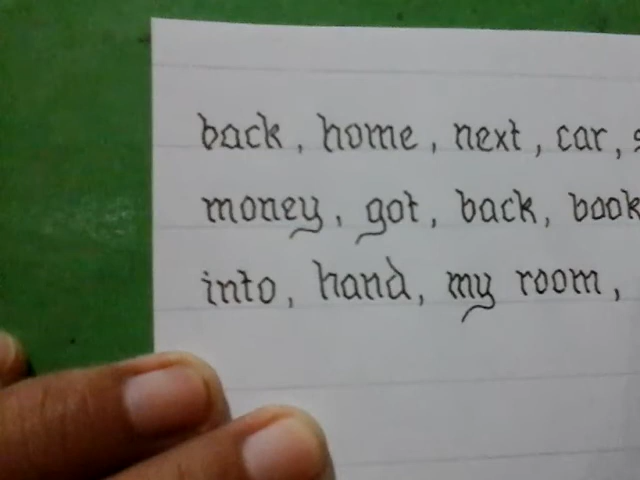 back, home, next, car,
money, got, back, book
into, hand, my room,